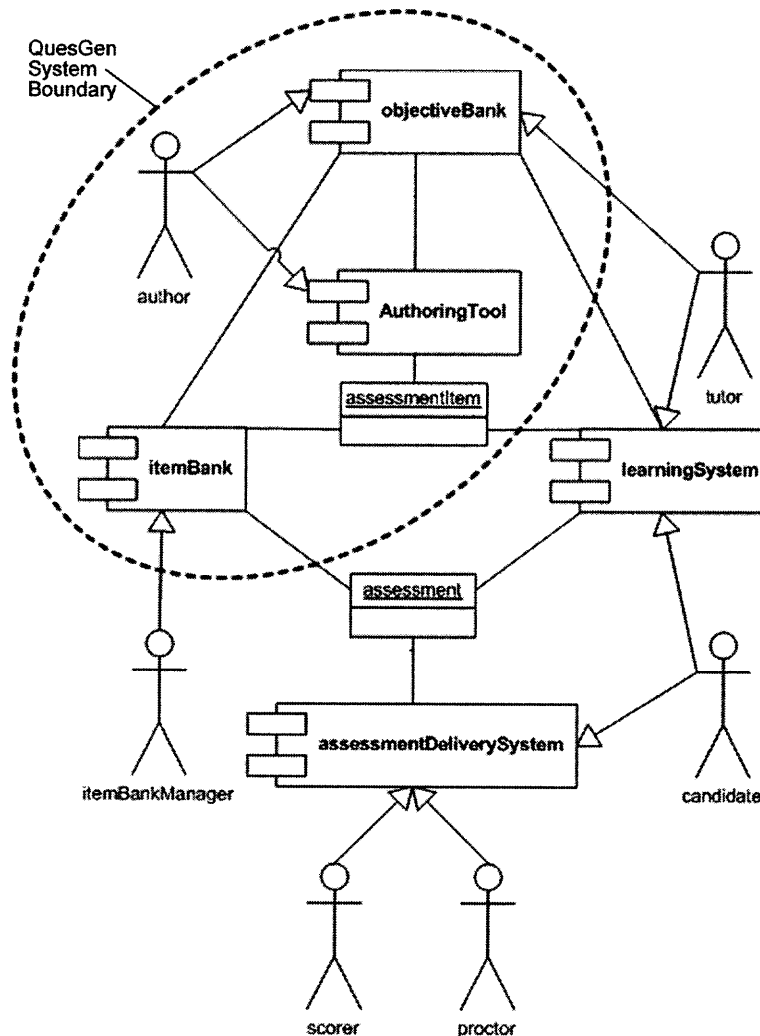 QuesGen
System
Boundary
objectiveBank
author
AuthoringTool
tutor
assessmentItem
itemBank
learningSystem
assessment
itemBankManager
assessmentDeliverySystem
candidate
scorer
proctor